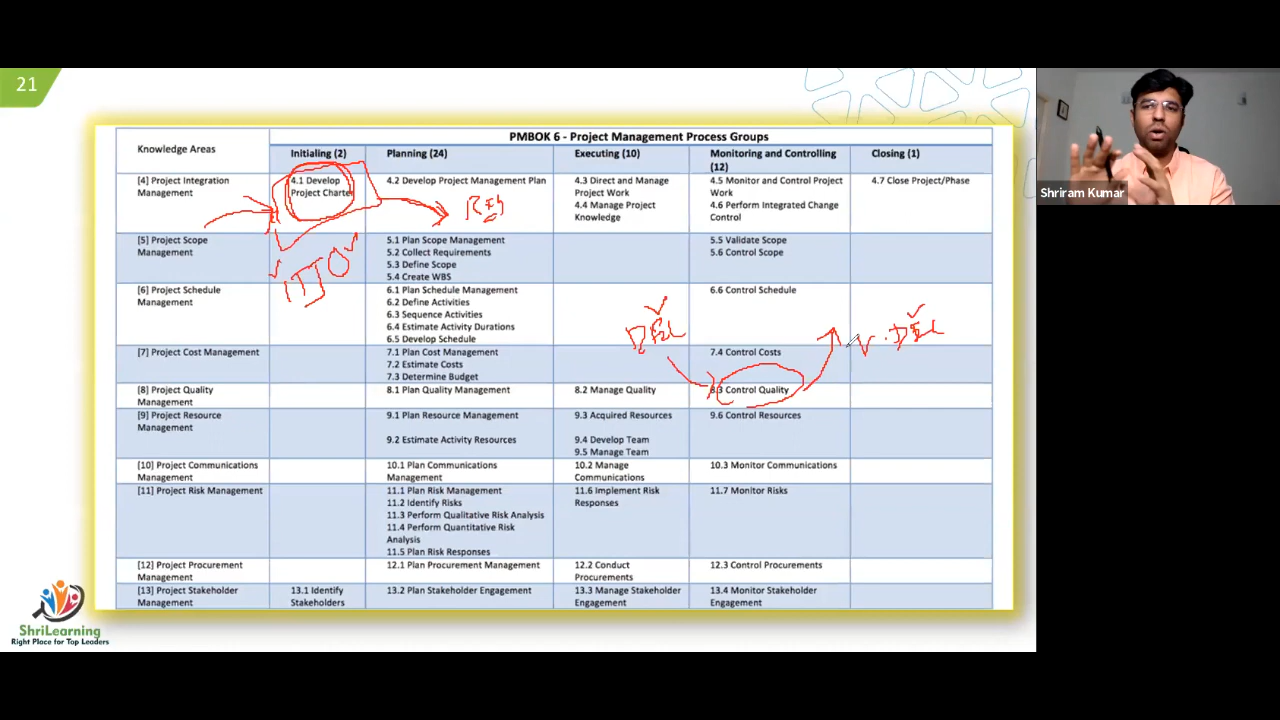 21
PMBOK 6 - Project Management Process Groups
Knowledge Areas
Initialing (2)
Planning (24)
Executing (10)
Monitoring and Controlling
(12)
Closing (1)
[4] Project Integration
Management
4.1 Develop
Project Charter
4.2 Develop Project Management Plan
4.3 Direct and Manage
Project Work
4.4 Manage Project
Knowledge
4.5 Monitor and Control Project
Work
4.6 Perform Integrated Change
Control
4.7 Close Project/Phase
[5] Project Scope
Management
5.1 Plan Scope Management
5.2 Collect Requirements
5.3 Define Scope
5.4 Create WBS
5.5 Validate Scope
5.6 Control Scope
ITTO
[6] Project Schedule
Management
6.1 Plan Schedule Management
6.2 Define Activities
6.3 Sequence Activities
6.4 Estimate Activity Durations
6.5 Develop Schedule
6.6 Control Schedule
DEL
V. DEL
[7] Project Cost Management
7.1 Plan Cost Management
7.2 Estimate Costs
7.3 Determine Budget
7.4 Control Costs
[8] Project Quality
Management
8.1 Plan Quality Management
8.2 Manage Quality
8.3 Control Quality
[9] Project Resource
Management
9.1 Plan Resource Management
9.2 Estimate Activity Resources
9.3 Acquired Resources
9.4 Develop Team
9.5 Manage Team
9.6 Control Resources
[10] Project Communications
Management
10.1 Plan Communications
Management
10.2 Manage
Communications
10.3 Monitor Communications
[11] Project Risk Management
11.1 Plan Risk Management
11.2 Identify Risks
11.3 Perform Qualitative Risk Analysis
11.4 Perform Quantitative Risk
Analysis
11.5 Plan Risk Responses
11.6 Implement Risk
Responses
11.7 Monitor Risks
[12] Project Procurement
Management
12.1 Plan Procurement Management
12.2 Conduct
Procurements
12.3 Control Procurements
[13] Project Stakeholder
Management
13.1 Identify
Stakeholders
13.2 Plan Stakeholder Engagement
13.3 Manage Stakeholder
Engagement
13.4 Monitor Stakeholder
Engagement
ShriLearning
Right Place for Top Leaders
Shriram Kumar